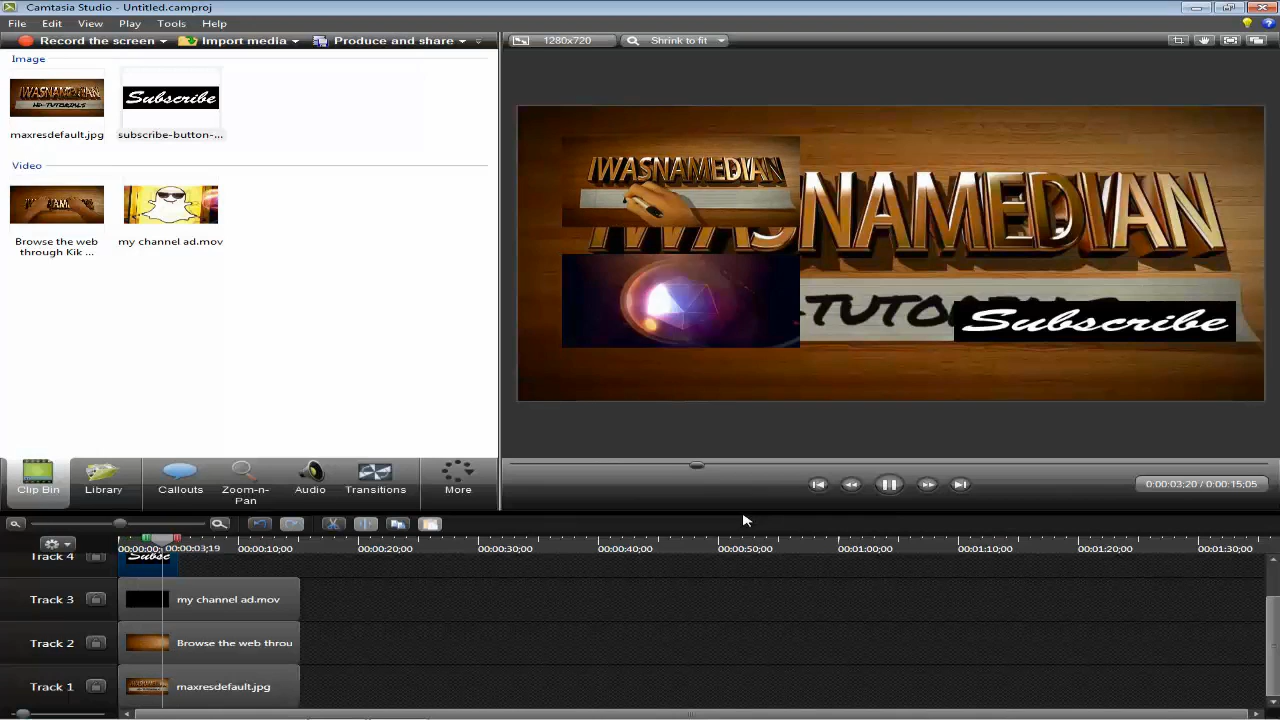 Camtasia Studio - Untitled.camproj
File Edit View Play Tools Help
Record the screen Import media Produce and share
1280x720 Shrink to fit
Image
IWASNAMEDIAN
HD-TUTORIALS
Subscribe
maxresdefault.jpg subscribe-button-...
Video
Browse the web
through Kik ...
my channel ad.mov
IWASNAMEDIAN
NAMEDIAN
Subscribe
Clip Bin Library Callouts Zoom-n-
Pan
Audio Transitions More
0:00:03;20 / 0:00:15;05
00:00:00; 00:00:03;19 00:00:10;00 00:00:20;00 00:00:30;00 00:00:40;00 00:00:50;00 00:01:00;00 00:01:10;00 00:01:20;00 00:01:30;00
Track 4
Track 3 my channel ad.mov
Track 2 Browse the web throu
Track 1 maxresdefault.jpg